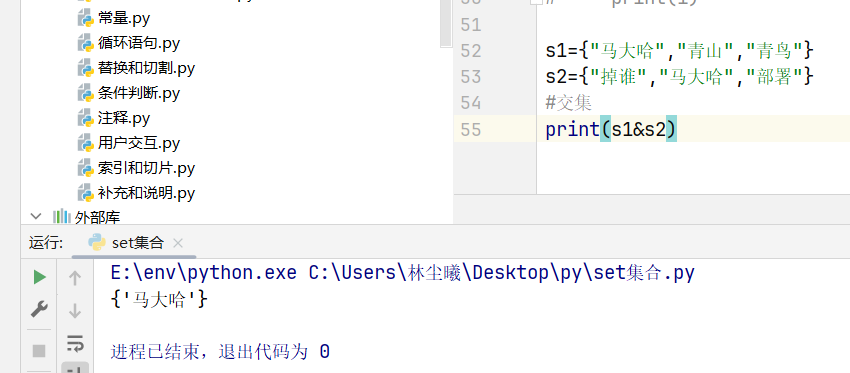 常量.py
循环语句.py
替换和切割.py
条件判断.py
注释.py
用户交互.py
索引和切片.py
补充和说明.py
外部库
51
52 s1={"马大哈","青山","青鸟"}
53 s2={"掉谁","马大哈","部署"}
54 #交集
55 print(s1&s2)
运行: set集合
E:\env\python.exe C:\Users\林尘曦\Desktop\py\set集合.py
{'马大哈'}
进程已结束，退出代码为 0